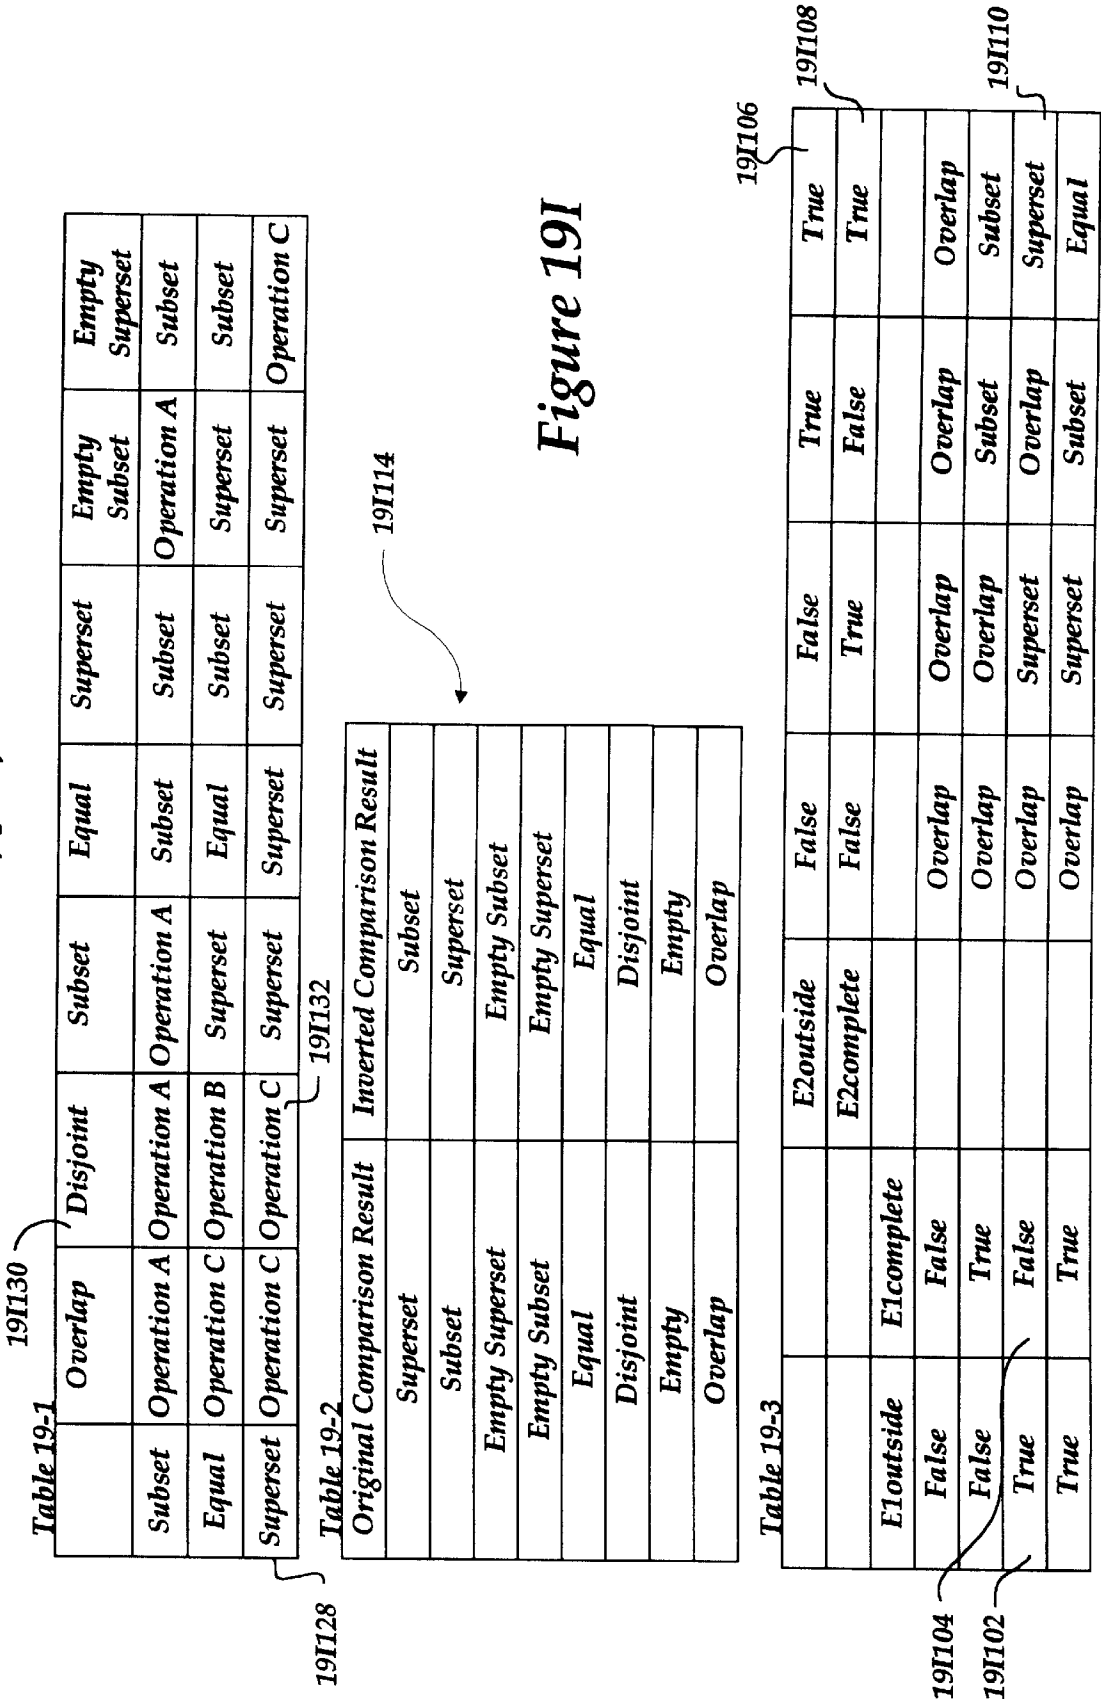 19I130
Table 19-1
Overlap Disjoint Subset Equal Superset Empty Subset Empty Superset
Subset Operation A Operation A Operation A Subset Subset Operation A Subset
Equal Operation C Operation B Superset Equal Subset Superset Subset
Superset Operation C Operation C Superset Superset Superset Superset Operation C
19I128
19I132
Table 19-2
Original Comparison Result Inverted Comparison Result
Superset Subset
Subset Superset
Empty Superset Empty Subset
Empty Subset Empty Superset
Equal Equal
Disjoint Disjoint
Empty Empty
Overlap Overlap
19I114
Figure 19I
Table 19-3
19I106
19I108
E2outside False False True True
E2complete False True False True
E1outside E1complete
False False Overlap Overlap Overlap Overlap
False True Overlap Overlap Subset Subset
True False Overlap Superset Overlap Superset
True True Overlap Superset Subset Equal
19I104
19I102
19I110